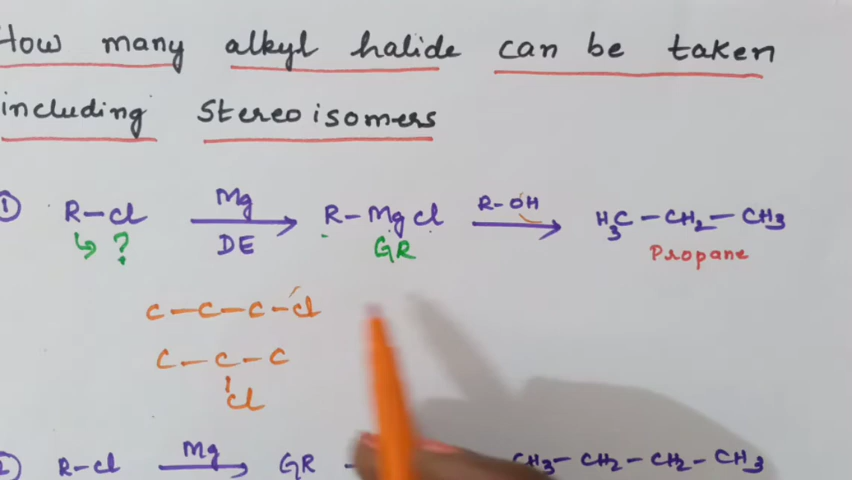 How many alkyl halide can be taken
including Stereoisomers
① R-Cl Mg DE R-MgCl R-OH H3C-CH2-CH3
? GR Propane
C-C-C-Cl
C-C-C
Cl
② R-Cl Mg GR CH3-CH2-CH2-CH3